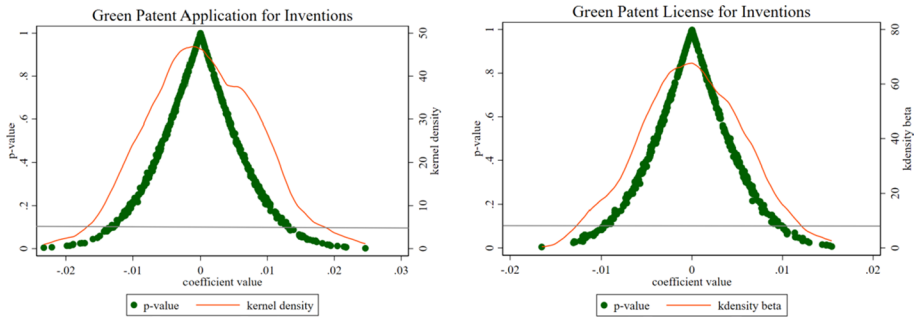 Green Patent Application for Inventions
p-value
1
.8
.6
.4
.2
0
50
40
30
20
10
0
kernel density
-.02
-.01
0
.01
.02
.03
coefficient value
p-value
kernel density
Green Patent License for Inventions
p-value
1
.8
.6
.4
.2
0
80
60
40
20
0
kdensity beta
-.02
-.01
0
.01
.02
coefficient value
p-value
kdensity beta